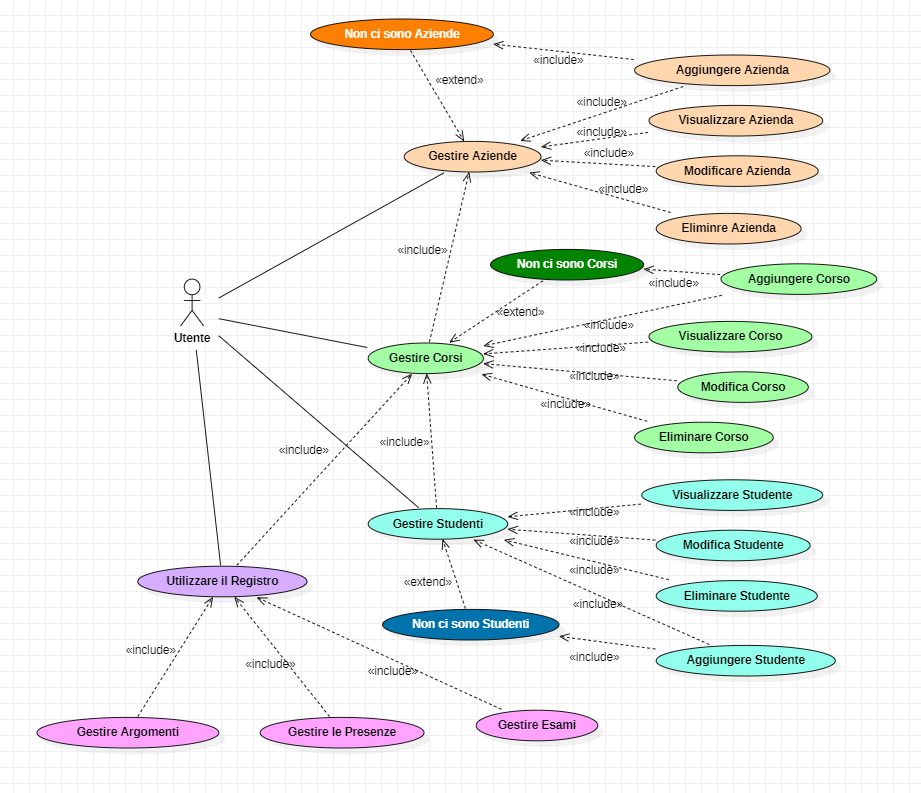 Non ci sono Aziende
«include»
Aggiungere Azienda
«extend»
«include»
Visualizzare Azienda
«include»
Gestire Aziende
«include»
Modificare Azienda
«include»
Eliminre Azienda
«include»
Non ci sono Corsi
Aggiungere Corso
«include»
«extend»
«include»
Utente
Visualizzare Corso
«include»
Gestire Corsi
«include»
Modifica Corso
«include»
Eliminare Corso
«include»
«include»
Visualizzare Studente
«include»
Gestire Studenti
«include»
Modifica Studente
«include»
Utilizzare il Registro
«extend»
Eliminare Studente
«include»
Non ci sono Studenti
«include»
«include»
Aggiungere Studente
«include»
«include»
Gestire Argomenti
Gestire le Presenze
Gestire Esami